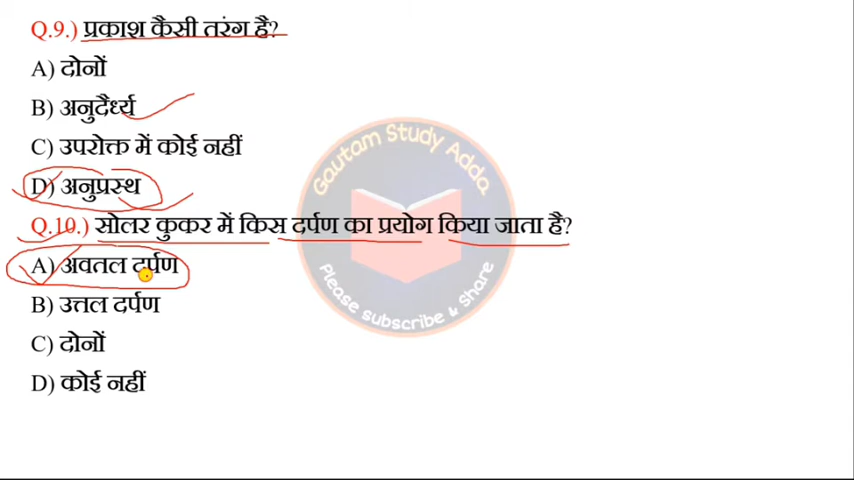 Q.9.) प्रकाश कैसी तरंग है?
A) दोनों
B) अनुदैर्ध्य
C) उपरोक्त में कोई नहीं
D) अनुप्रस्थ
Q.10.) सोलर कुकर में किस दर्पण का प्रयोग किया जाता है?
A) अवतल दर्पण
B) उत्तल दर्पण
C) दोनों
D) कोई नहीं
Gautam Study Adda
Please subscribe & Share